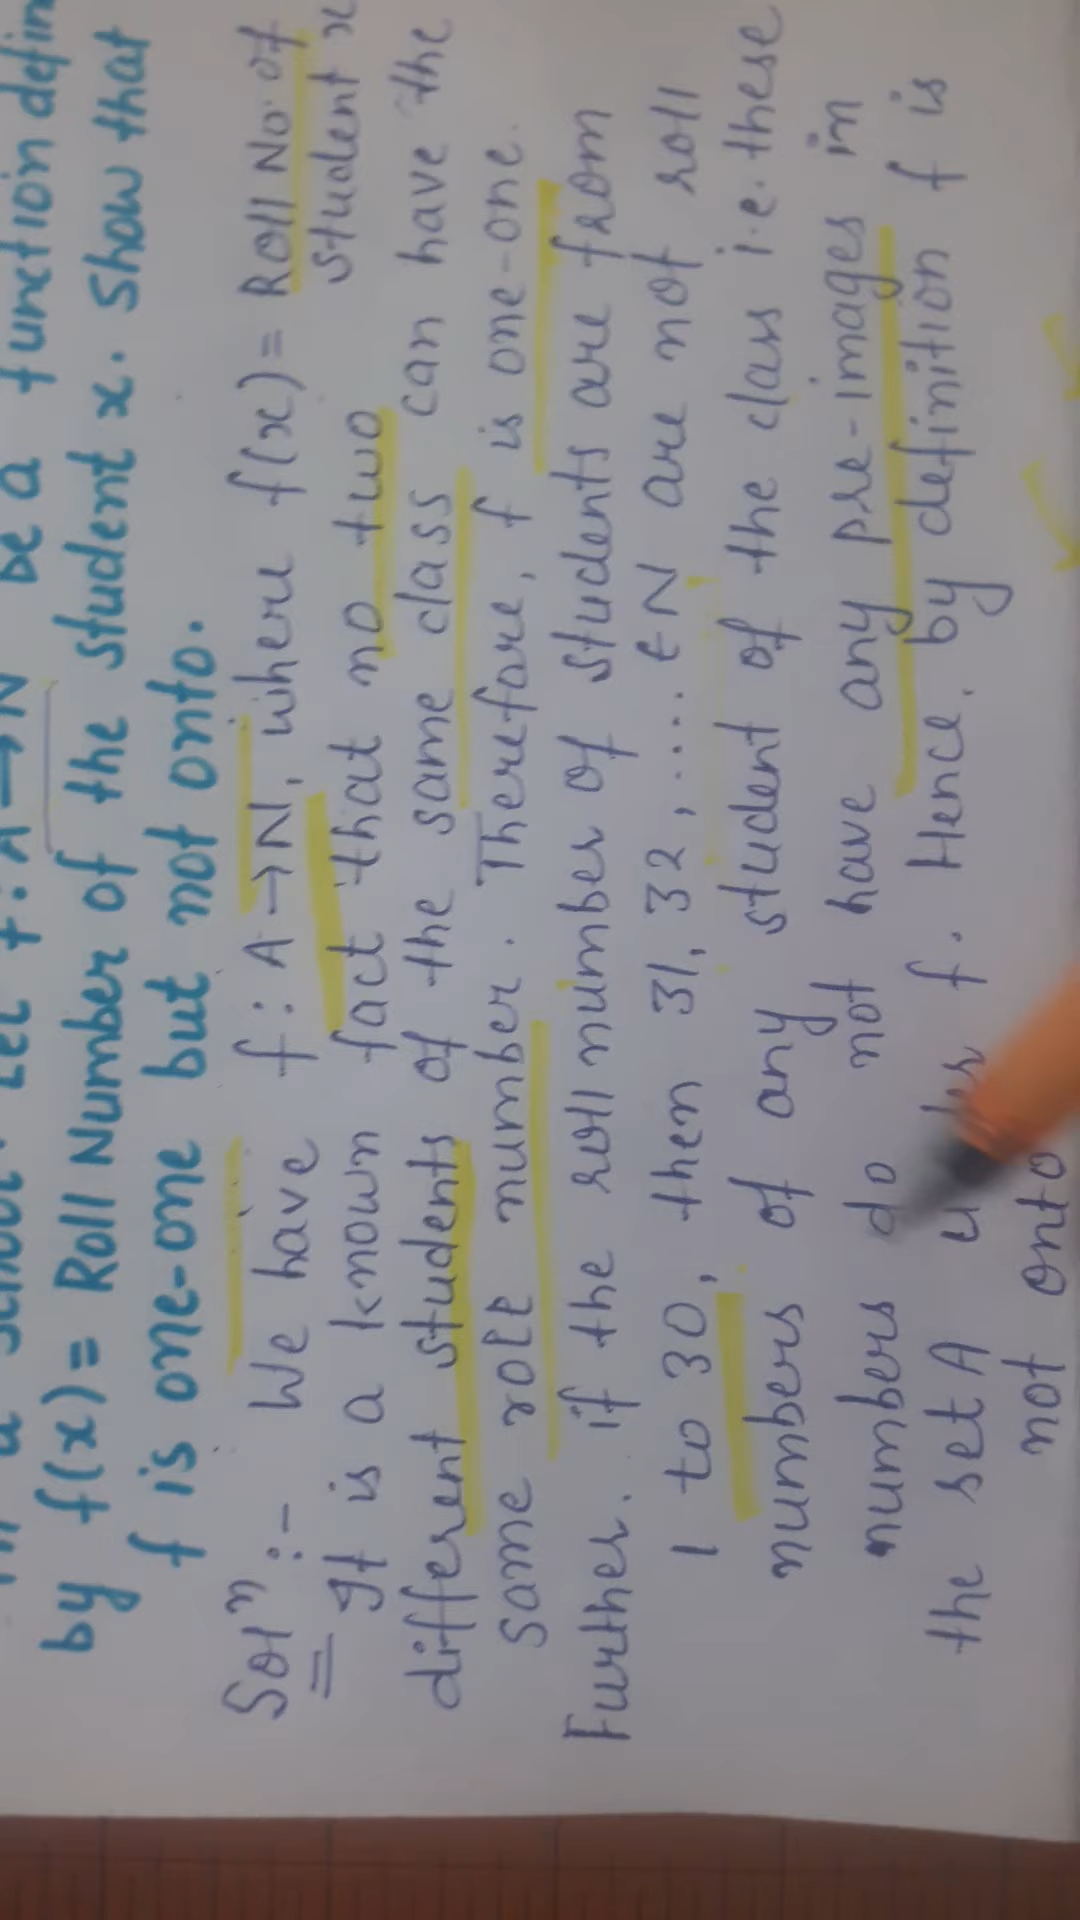 be a function defin
by f(x) = Roll Number of the student x. Show that
f is one-one but not onto.
Solⁿ :- We have f : A→N, where f(x) = Roll No of
student x
It is a known fact that no two
different students of the same class can have the
same roll number. Therefore, f is one-one.
Further. if the roll number of students are from
1 to 30, then 31, 32, .... ∈ N are not roll
numbers of any student of the class i.e. these
numbers do not have any pre-images in
the set A f. Hence, by definition f is
not onto